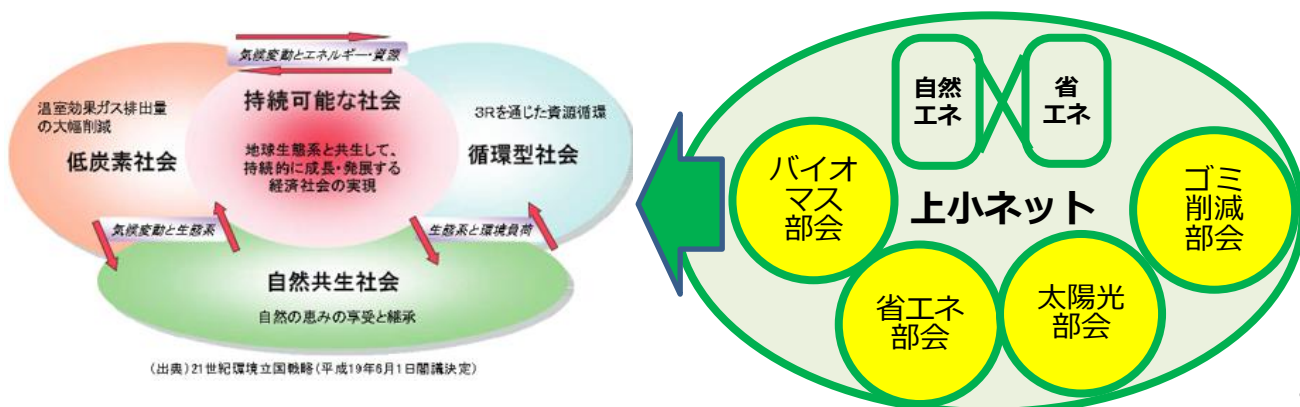 気候変動とエネルギー・資源
持続可能な社会
地球生態系と共生して、
持続的に成長・発展する
経済社会の実現
温室効果ガス排出量
の大幅削減
低炭素社会
3Rを通じた資源循環
循環型社会
気候変動と生態系
生態系と環境負荷
自然共生社会
自然の恵みの享受と継承
(出典)21世紀環境立国戦略(平成19年6月1日閣議決定)
自然
エネ
省
エネ
上小ネット
バイオ
マス
部会
省エネ
部会
太陽光
部会
ゴミ
削減
部会